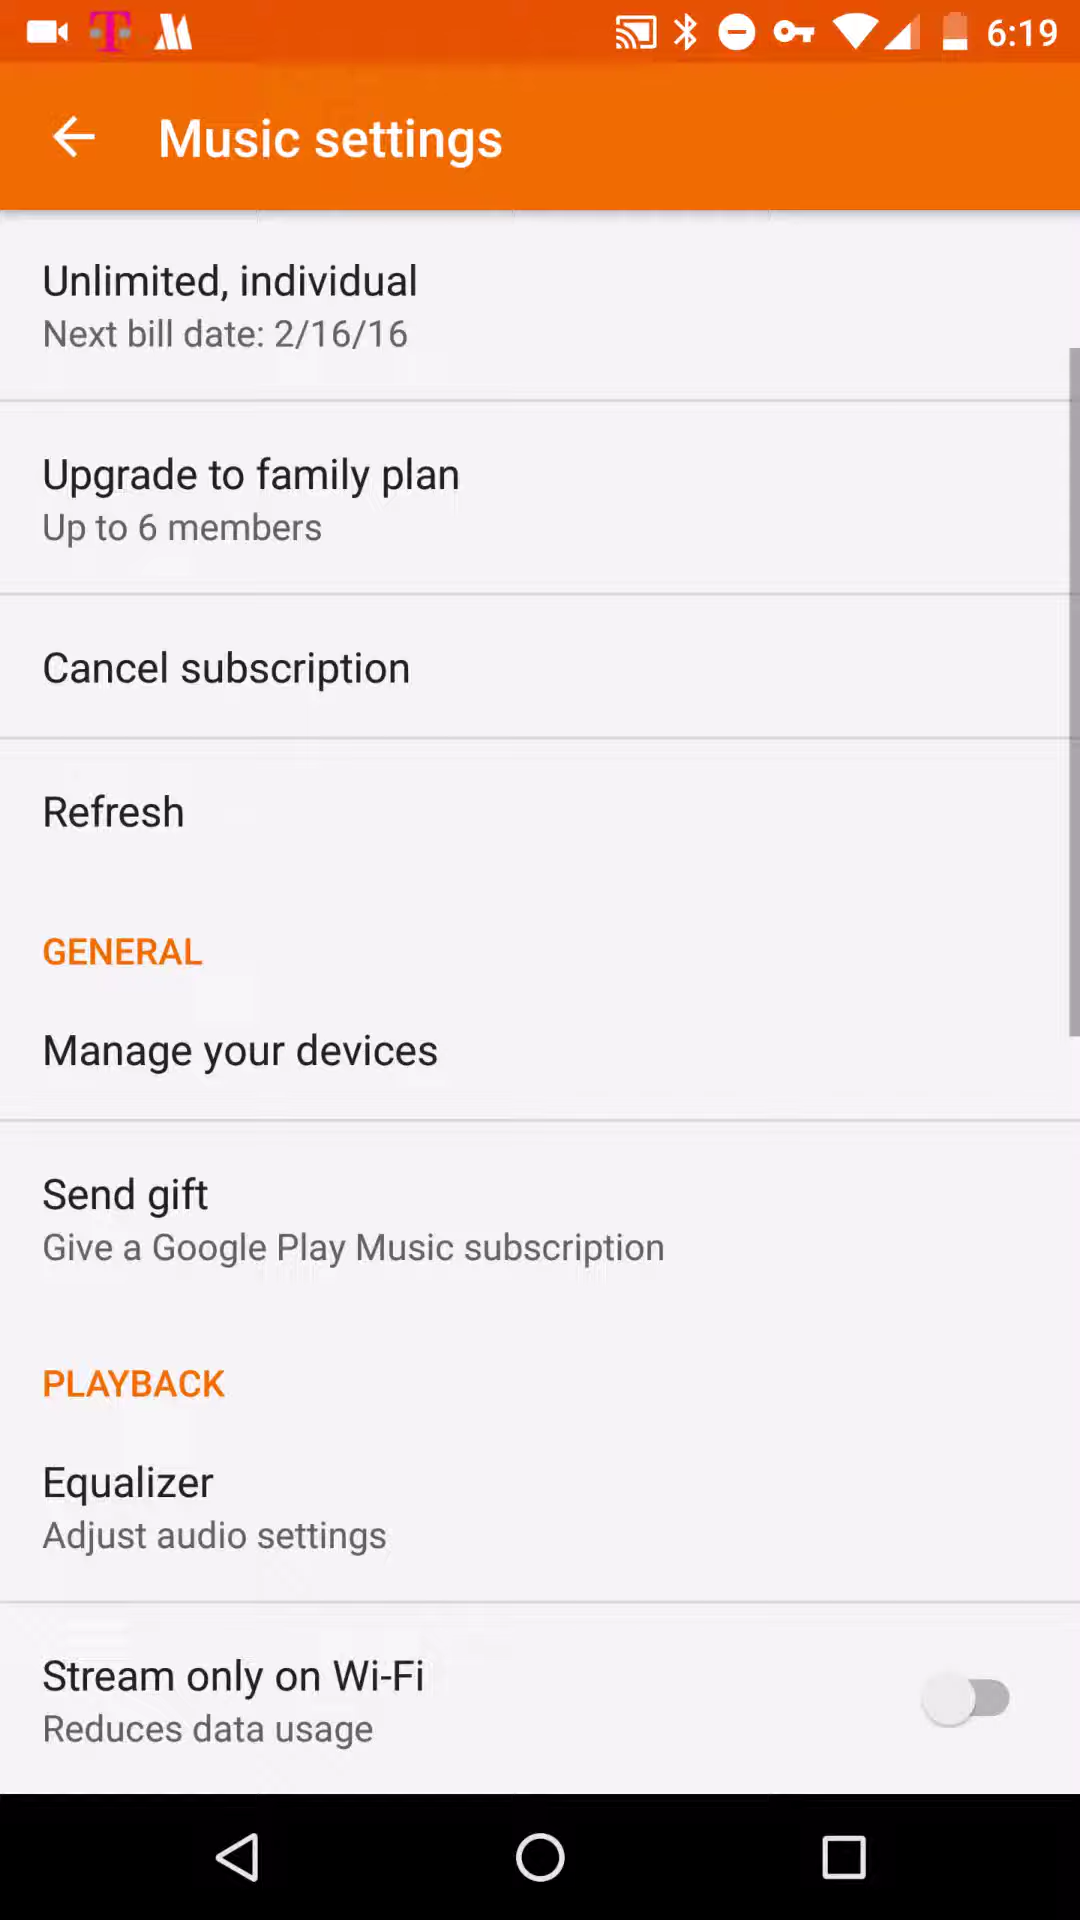 6:19
Music settings
Unlimited, individual
Next bill date: 2/16/16
Upgrade to family plan
Up to 6 members
Cancel subscription
Refresh
GENERAL
Manage your devices
Send gift
Give a Google Play Music subscription
PLAYBACK
Equalizer
Adjust audio settings
Stream only on Wi-Fi
Reduces data usage